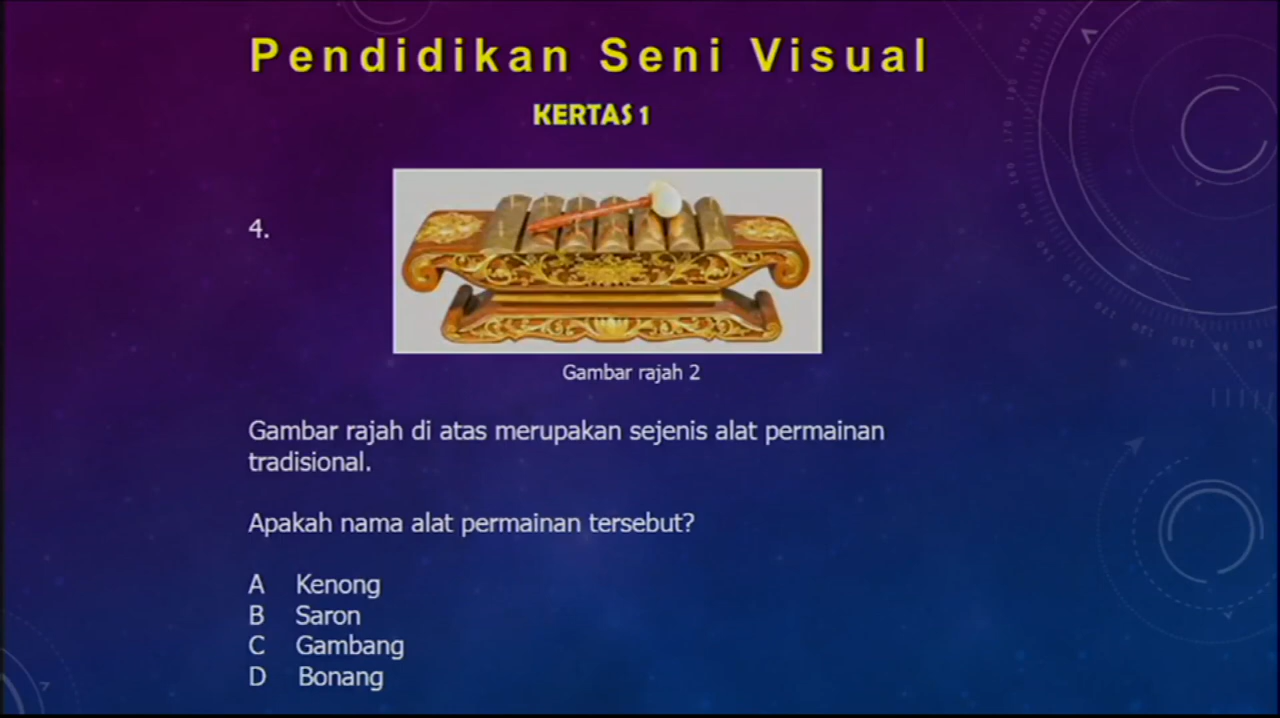 Pendidikan Seni Visual
KERTAS 1
4.
Gambar rajah 2
Gambar rajah di atas merupakan sejenis alat permainan
tradisional.
Apakah nama alat permainan tersebut?
A Kenong
B Saron
C Gambang
D Bonang